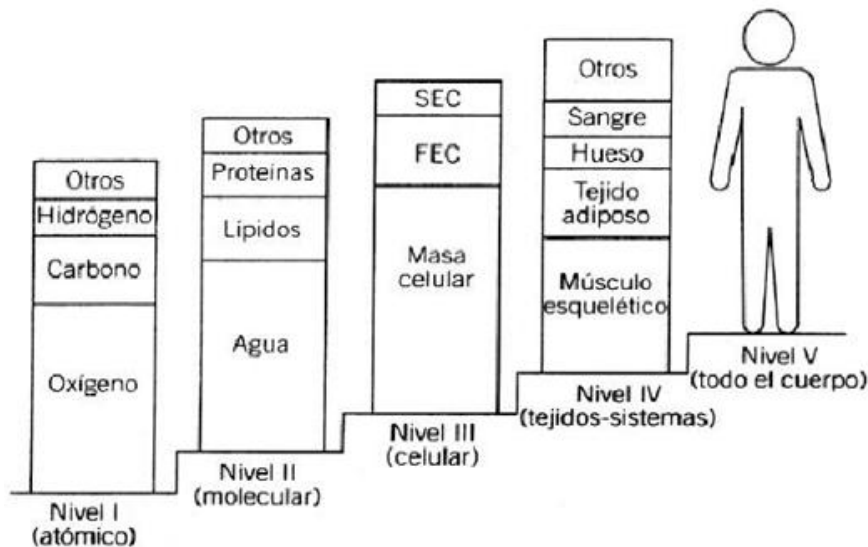 Otros
Hidrógeno
Carbono
Oxígeno
Nivel I
(atómico)
Otros
Proteínas
Lípidos
Agua
Nivel II
(molecular)
SEC
FEC
Masa
celular
Nivel III
(celular)
Otros
Sangre
Hueso
Tejido
adiposo
Músculo
esquelético
Nivel IV
(tejidos-sistemas)
Nivel V
(todo el cuerpo)